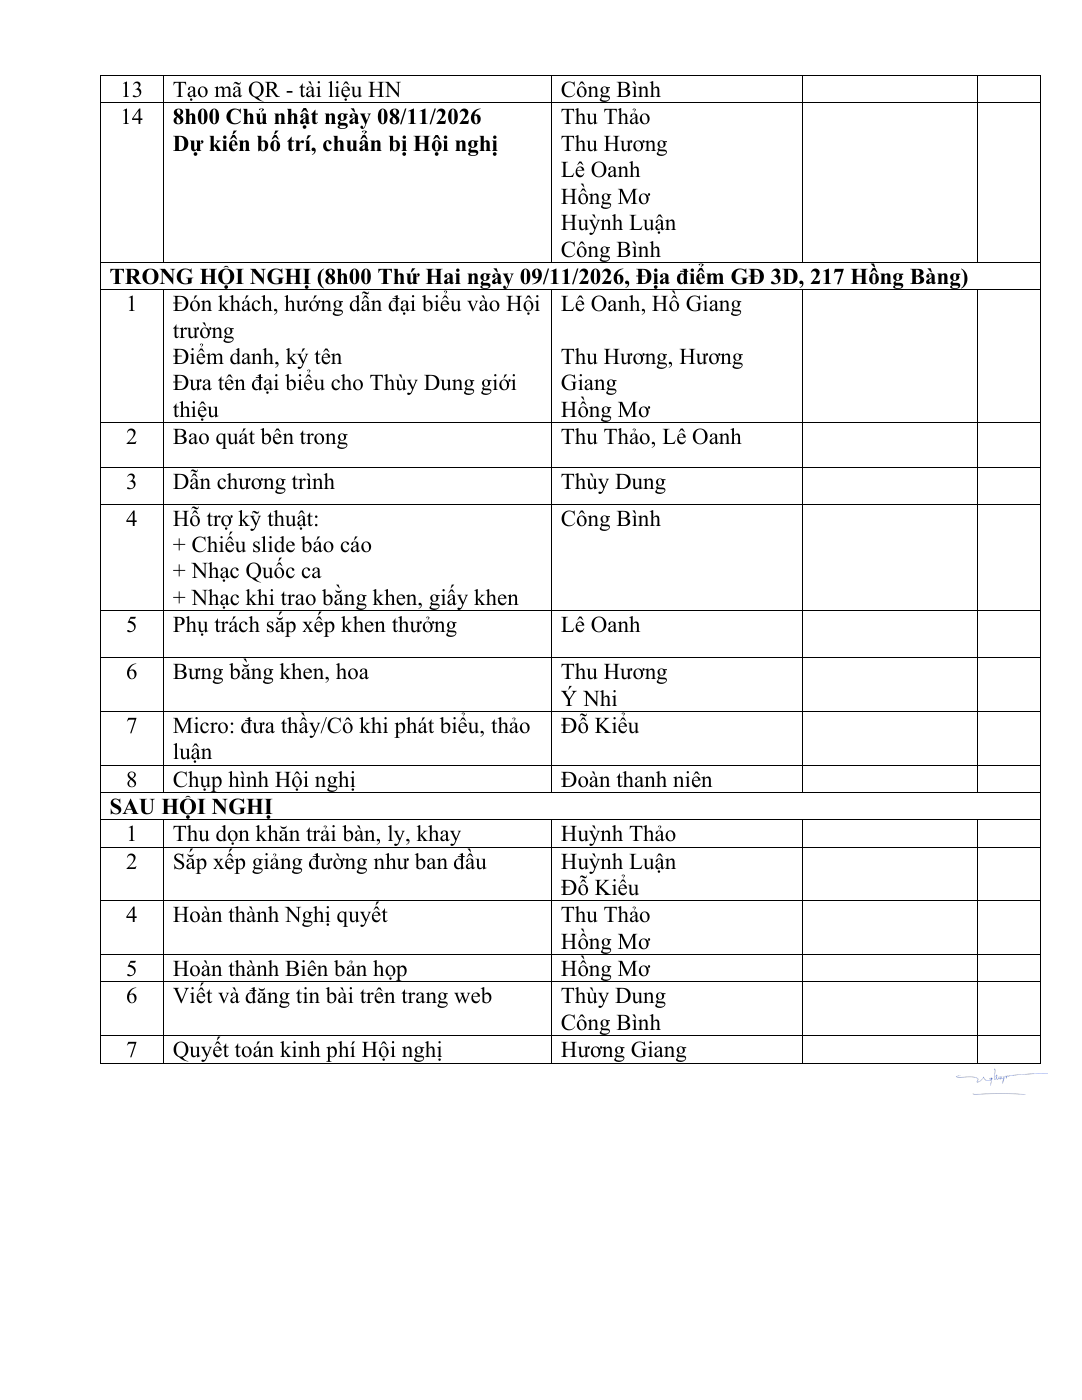 13 Tạo mã QR - tài liệu HN Công Bình
14 8h00 Chủ nhật ngày 08/11/2026 Thu Thảo
Dự kiến bố trí, chuẩn bị Hội nghị Thu Hương
Lê Oanh
Hồng Mơ
Huỳnh Luận
Công Bình
TRONG HỘI NGHỊ (8h00 Thứ Hai ngày 09/11/2026, Địa điểm GĐ 3D, 217 Hồng Bàng)
1 Đón khách, hướng dẫn đại biểu vào Hội Lê Oanh, Hồ Giang
trường
Điểm danh, ký tên Thu Hương, Hương
Đưa tên đại biểu cho Thùy Dung giới Giang
thiệu Hồng Mơ
2 Bao quát bên trong Thu Thảo, Lê Oanh
3 Dẫn chương trình Thùy Dung
4 Hỗ trợ kỹ thuật: Công Bình
+ Chiếu slide báo cáo
+ Nhạc Quốc ca
+ Nhạc khi trao bằng khen, giấy khen
5 Phụ trách sắp xếp khen thưởng Lê Oanh
6 Bưng bằng khen, hoa Thu Hương
Ý Nhi
7 Micro: đưa thầy/Cô khi phát biểu, thảo Đỗ Kiểu
luận
8 Chụp hình Hội nghị Đoàn thanh niên
SAU HỘI NGHỊ
1 Thu dọn khăn trải bàn, ly, khay Huỳnh Thảo
2 Sắp xếp giảng đường như ban đầu Huỳnh Luận
Đỗ Kiểu
4 Hoàn thành Nghị quyết Thu Thảo
Hồng Mơ
5 Hoàn thành Biên bản họp Hồng Mơ
6 Viết và đăng tin bài trên trang web Thùy Dung
Công Bình
7 Quyết toán kinh phí Hội nghị Hương Giang